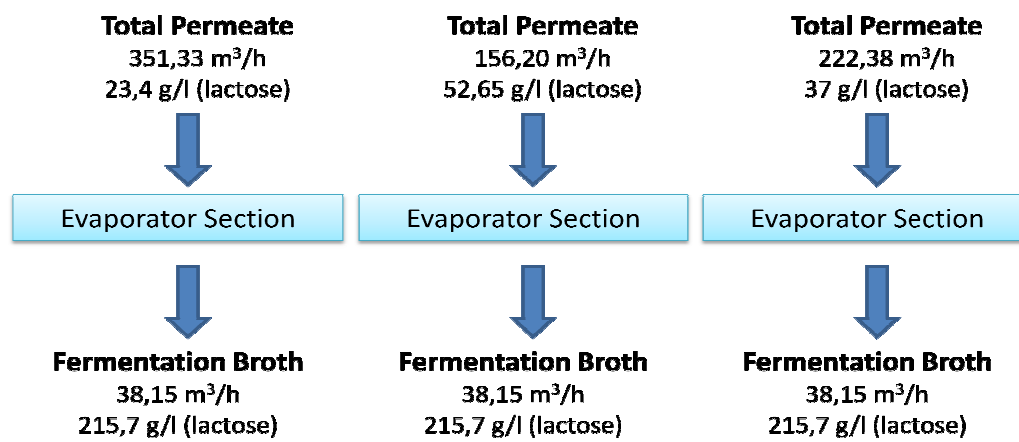 Total Permeate
351,33 m³/h
23,4 g/l (lactose)
Total Permeate
156,20 m³/h
52,65 g/l (lactose)
Total Permeate
222,38 m³/h
37 g/l (lactose)
Evaporator Section
Evaporator Section
Evaporator Section
Fermentation Broth
38,15 m³/h
215,7 g/l (lactose)
Fermentation Broth
38,15 m³/h
215,7 g/l (lactose)
Fermentation Broth
38,15 m³/h
215,7 g/l (lactose)